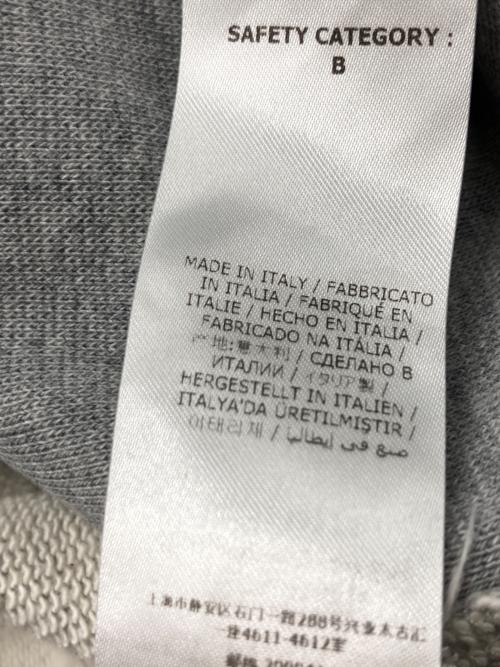 SAFETY CATEGORY :
B
MADE IN ITALY / FABBRICATO
IN ITALIA / FABRIQUÉ EN
ITALIE / HECHO EN ITALIA /
FABRICADO NA ITÁLIA /
产地:意大利 / СДЕЛАНО В
ИТАЛИИ / イタリア製 /
HERGESTELLT IN ITALIEN /
ITALYA'DA ÜRETILMIŞTIR /
이태리제 / صنع في إيطاليا
上海市静安区石门一路288号兴业太古汇
一座4611-4612室